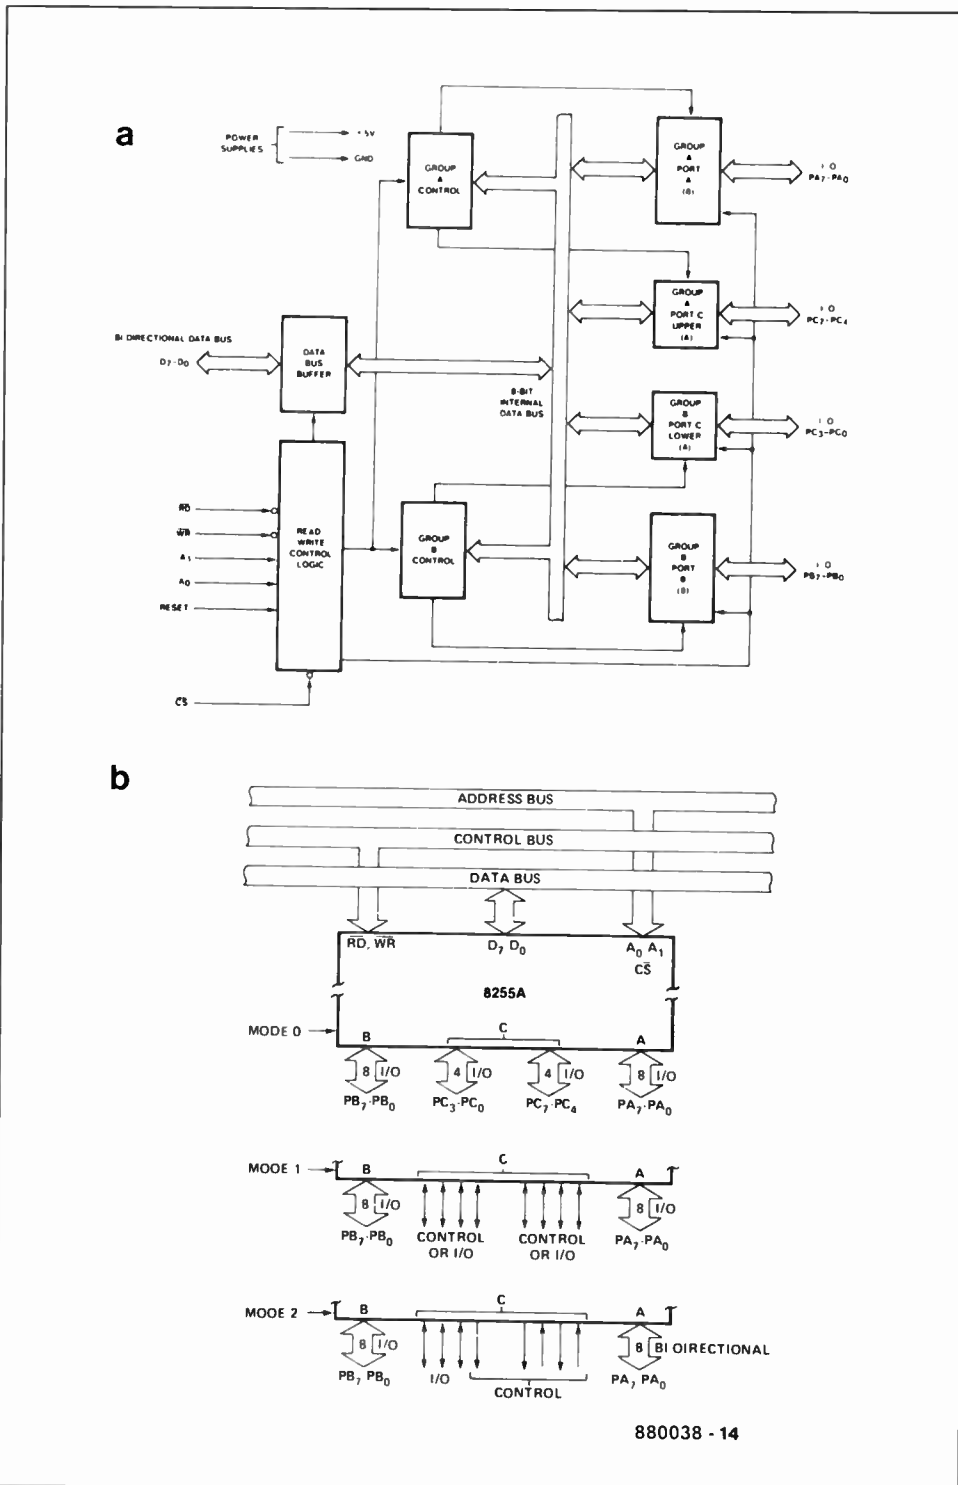 a
POWER
SUPPLIES
+5V
GND
GROUP
A
CONTROL
GROUP
A
PORT
A
(8)
I O
PA7-PA0
GROUP
A
PORT C
UPPER
(A)
I O
PC7-PC4
BI DIRECTIONAL DATA BUS
D7-D0
DATA
BUS
BUFFER
8-BIT
INTERNAL
DATA BUS
GROUP
B
PORT C
LOWER
(A)
I O
PC3-PC0
RD
WR
A1
A0
RESET
CS
READ
WRITE
CONTROL
LOGIC
GROUP
B
CONTROL
GROUP
B
PORT
B
(8)
I O
PB7-PB0
b
ADDRESS BUS
CONTROL BUS
DATA BUS
RD, WR
D7 D0
A0 A1
CS
8255A
MODE 0
B
C
A
8 I/O
4 I/O
4 I/O
8 I/O
PB7-PB0
PC3-PC0
PC7-PC4
PA7-PA0
MODE 1
B
C
A
8 I/O
8 I/O
PB7-PB0
CONTROL
OR I/O
CONTROL
OR I/O
PA7-PA0
MODE 2
B
C
A
8 I/O
8 BI DIRECTIONAL
PB7 PB0
I/O
CONTROL
PA7 PA0
880038 - 14